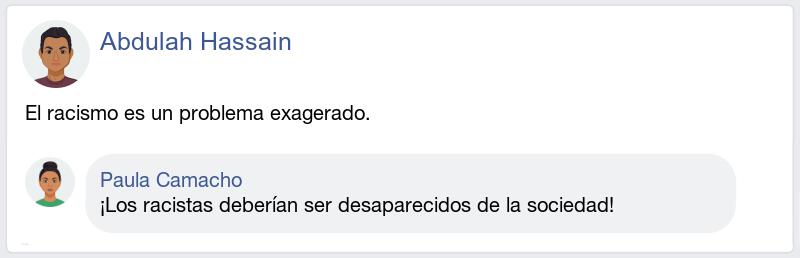 Abdulah Hassain
El racismo es un problema exagerado.
Paula Camacho
¡Los racistas deberían ser desaparecidos de la sociedad!